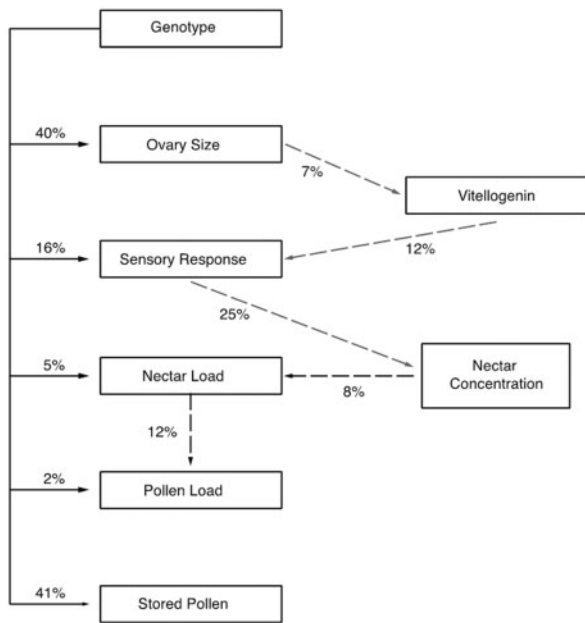 Genotype
40%
Ovary Size
7%
Vitellogenin
16%
Sensory Response
12%
25%
5%
Nectar Load
8%
Nectar
Concentration
12%
2%
Pollen Load
41%
Stored Pollen